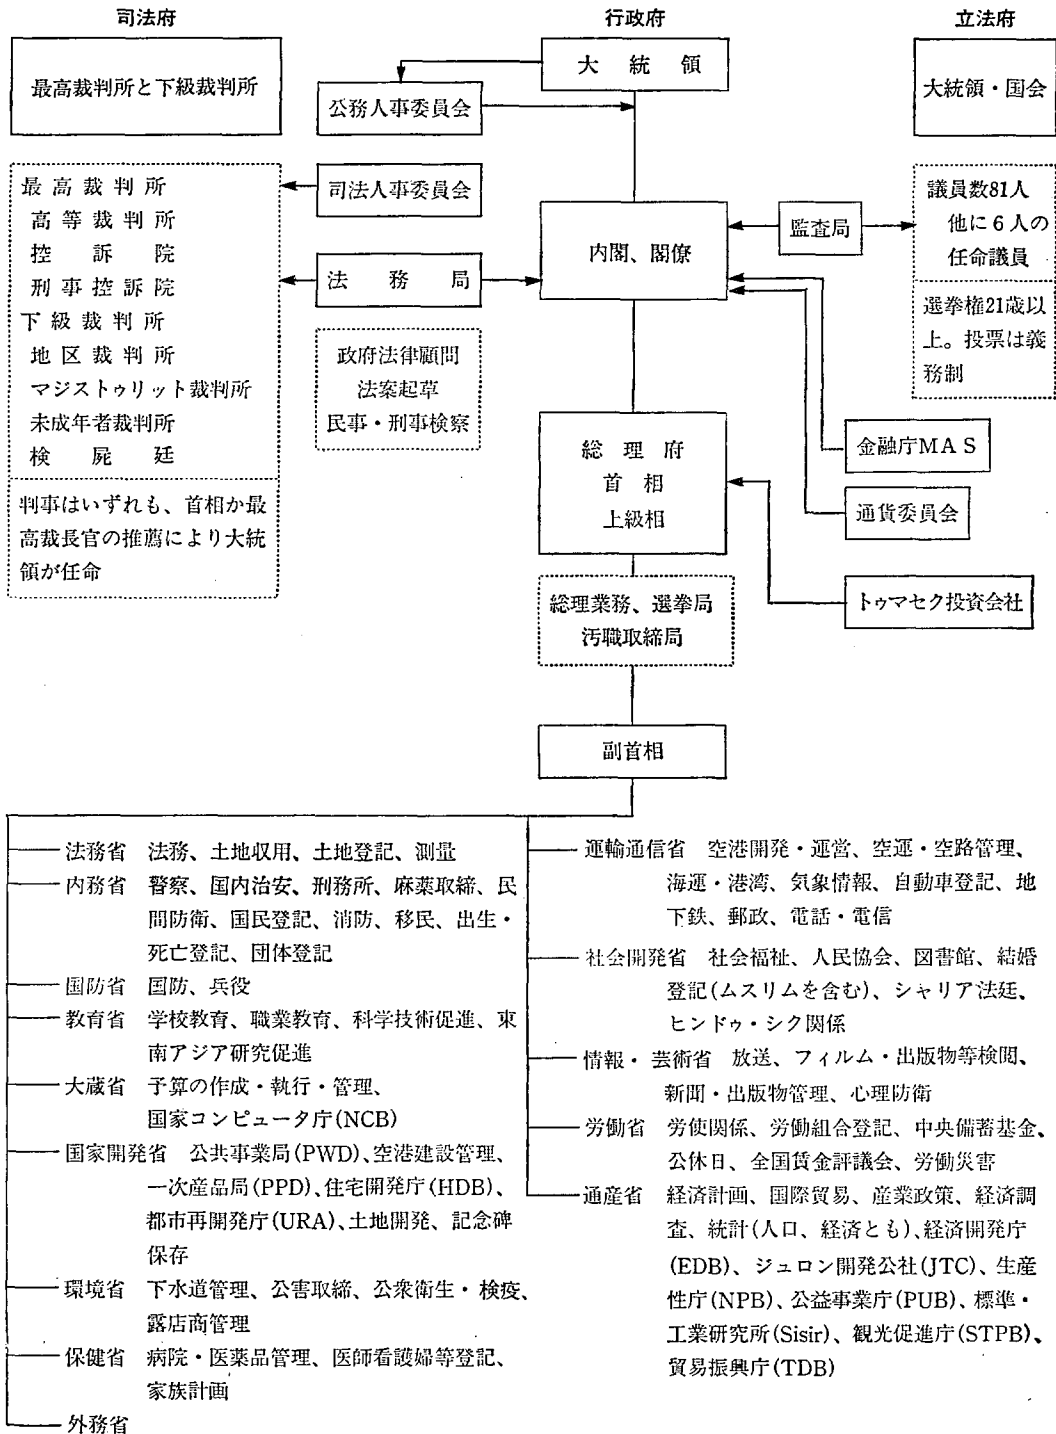 司法府
最高裁判所と下級裁判所
最高裁判所
高等裁判所
控訴院
刑事控訴院
下級裁判所
地区裁判所
マジストゥリット裁判所
未成年者裁判所
検屍廷
判事はいずれも、首相か最
高裁長官の推薦により大統
領が任命
行政府
大統領
公務人事委員会
司法人事委員会
法務局
政府法律顧問
法案起草
民事・刑事検察
内閣、閣僚
監査局
総理府
首相
上級相
総理業務、選挙局
汚職取締局
副首相
立法府
大統領・国会
議員数81人
他に6人の
任命議員
選挙権21歳以
上。投票は義
務制
金融庁MAS
通貨委員会
トゥマセク投資会社
法務省 法務、土地収用、土地登記、測量
内務省 警察、国内治安、刑務所、麻薬取締、民
間防衛、国民登記、消防、移民、出生・
死亡登記、団体登記
国防省 国防、兵役
教育省 学校教育、職業教育、科学技術促進、東
南アジア研究促進
大蔵省 予算の作成・執行・管理、
国家コンピュータ庁(NCB)
国家開発省 公共事業局(PWD)、空港建設管理、
一次産品局(PPD)、住宅開発庁(HDB)、
都市再開発庁(URA)、土地開発、記念碑
保存
環境省 下水道管理、公害取締、公衆衛生・検疫、
露店商管理
保健省 病院・医薬品管理、医師看護婦等登記、
家族計画
外務省
運輸通信省 空港開発・運営、空運・空路管理、
海運・港湾、気象情報、自動車登記、地
下鉄、郵政、電話・電信
社会開発省 社会福祉、人民協会、図書館、結婚
登記(ムスリムを含む)、シャリア法廷、
ヒンドゥ・シク関係
情報・芸術省 放送、フィルム・出版物等検閲、
新聞・出版物管理、心理防衛
労働省 労使関係、労働組合登記、中央備蓄基金、
公休日、全国賃金評議会、労働災害
通産省 経済計画、国際貿易、産業政策、経済調
査、統計(人口、経済とも)、経済開発庁
(EDB)、ジュロン開発公社(JTC)、生産
性庁(NPB)、公益事業庁(PUB)、標準・
工業研究所(Sisir)、観光促進庁(STPB)、
貿易振興庁(TDB)